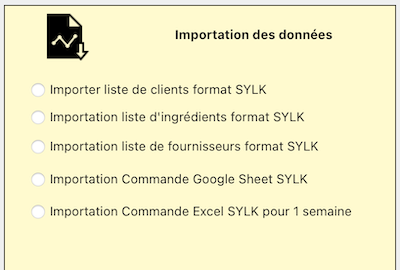 Importation des données
Importer liste de clients format SYLK
Importation liste d'ingrédients format SYLK
Importation liste de fournisseurs format SYLK
Importation Commande Google Sheet SYLK
Importation Commande Excel SYLK pour 1 semaine